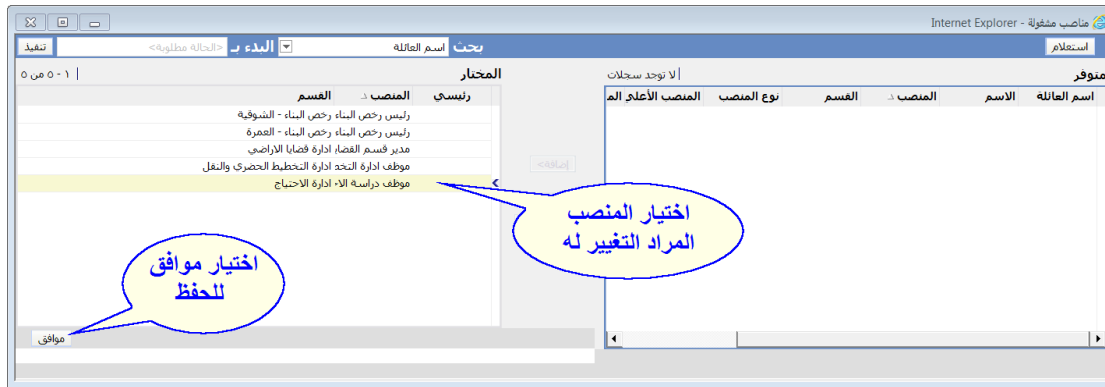 مناصب مشغولة - Internet Explorer
استعلام
بحث اسم العائلة البدء بـ <الحالة مطلوبة> تنفيذ
متوفر
لا توجد سجلات
اسم العائلة الاسم المنصب القسم نوع المنصب المنصب الأعلى الم
إضافة>
المختار
١ - ٥ من ٥
رئيسي المنصب القسم
رئيس رخص البناء رخص البناء - الشوقية
رئيس رخص البناء رخص البناء - العمرة
مدير قسم القضاي ادارة قضايا الاراضي
موظف ادارة التخد ادارة التخطيط الحضري والنقل
موظف دراسة الاح ادارة الاحتياج
اختيار المنصب
المراد التغيير له
اختيار موافق
للحفظ
موافق